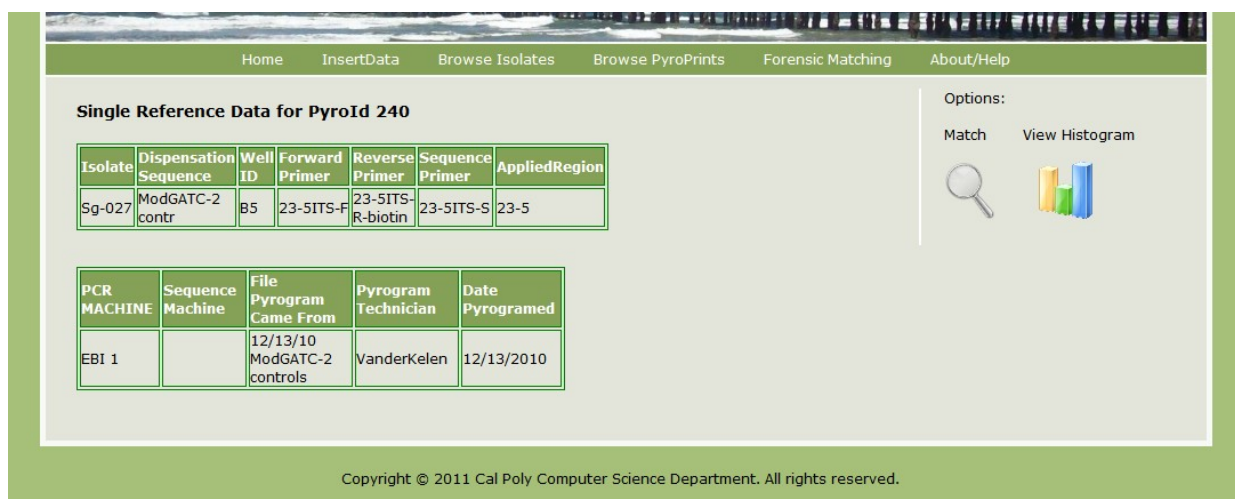 Home InsertData Browse Isolates Browse PyroPrints Forensic Matching About/Help
Single Reference Data for PyroId 240
Options:
Match View Histogram
Isolate Dispensation Sequence Well ID Forward Primer Reverse Primer Sequence Primer AppliedRegion
Sg-027 ModGATC-2 contr B5 23-5ITS-F 23-5ITS-R-biotin 23-5ITS-S 23-5
PCR MACHINE Sequence Machine File Pyrogram Came From Pyrogram Technician Date Pyrogramed
EBI 1 12/13/10 ModGATC-2 controls VanderKelen 12/13/2010
Copyright © 2011 Cal Poly Computer Science Department. All rights reserved.